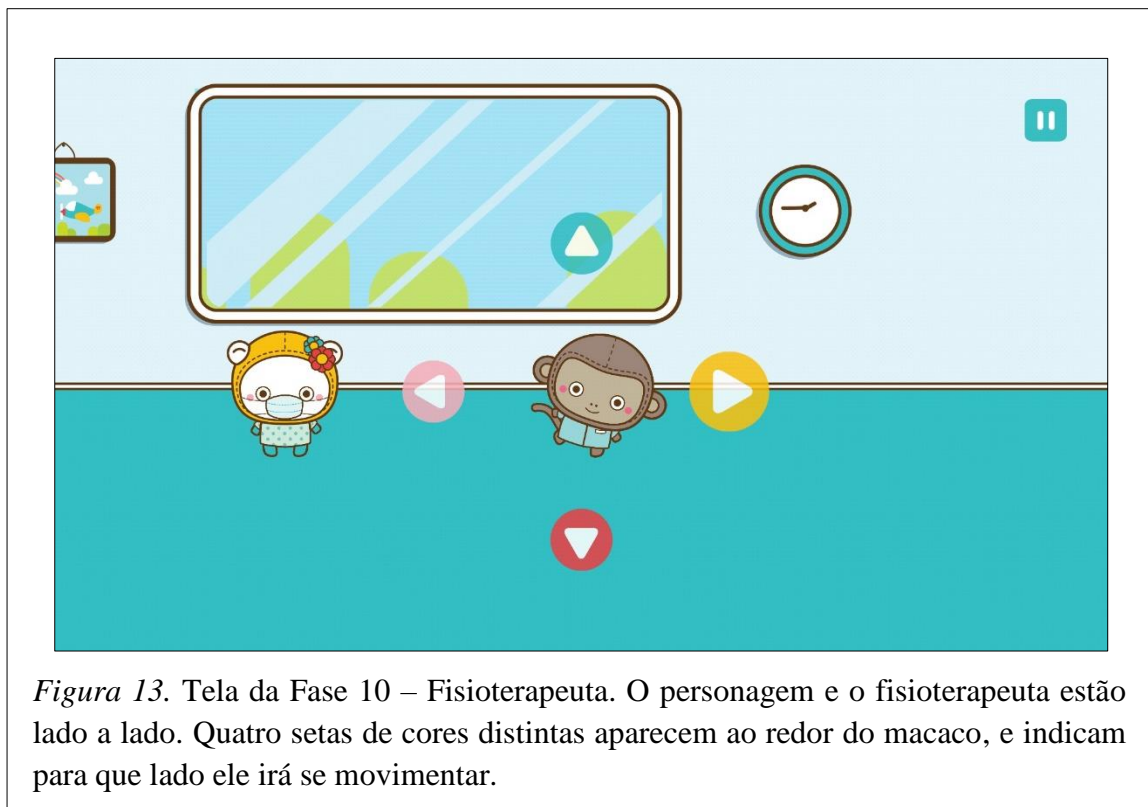 Figura 13. Tela da Fase 10 – Fisioterapeuta. O personagem e o fisioterapeuta estão
lado a lado. Quatro setas de cores distintas aparecem ao redor do macaco, e indicam
para que lado ele irá se movimentar.